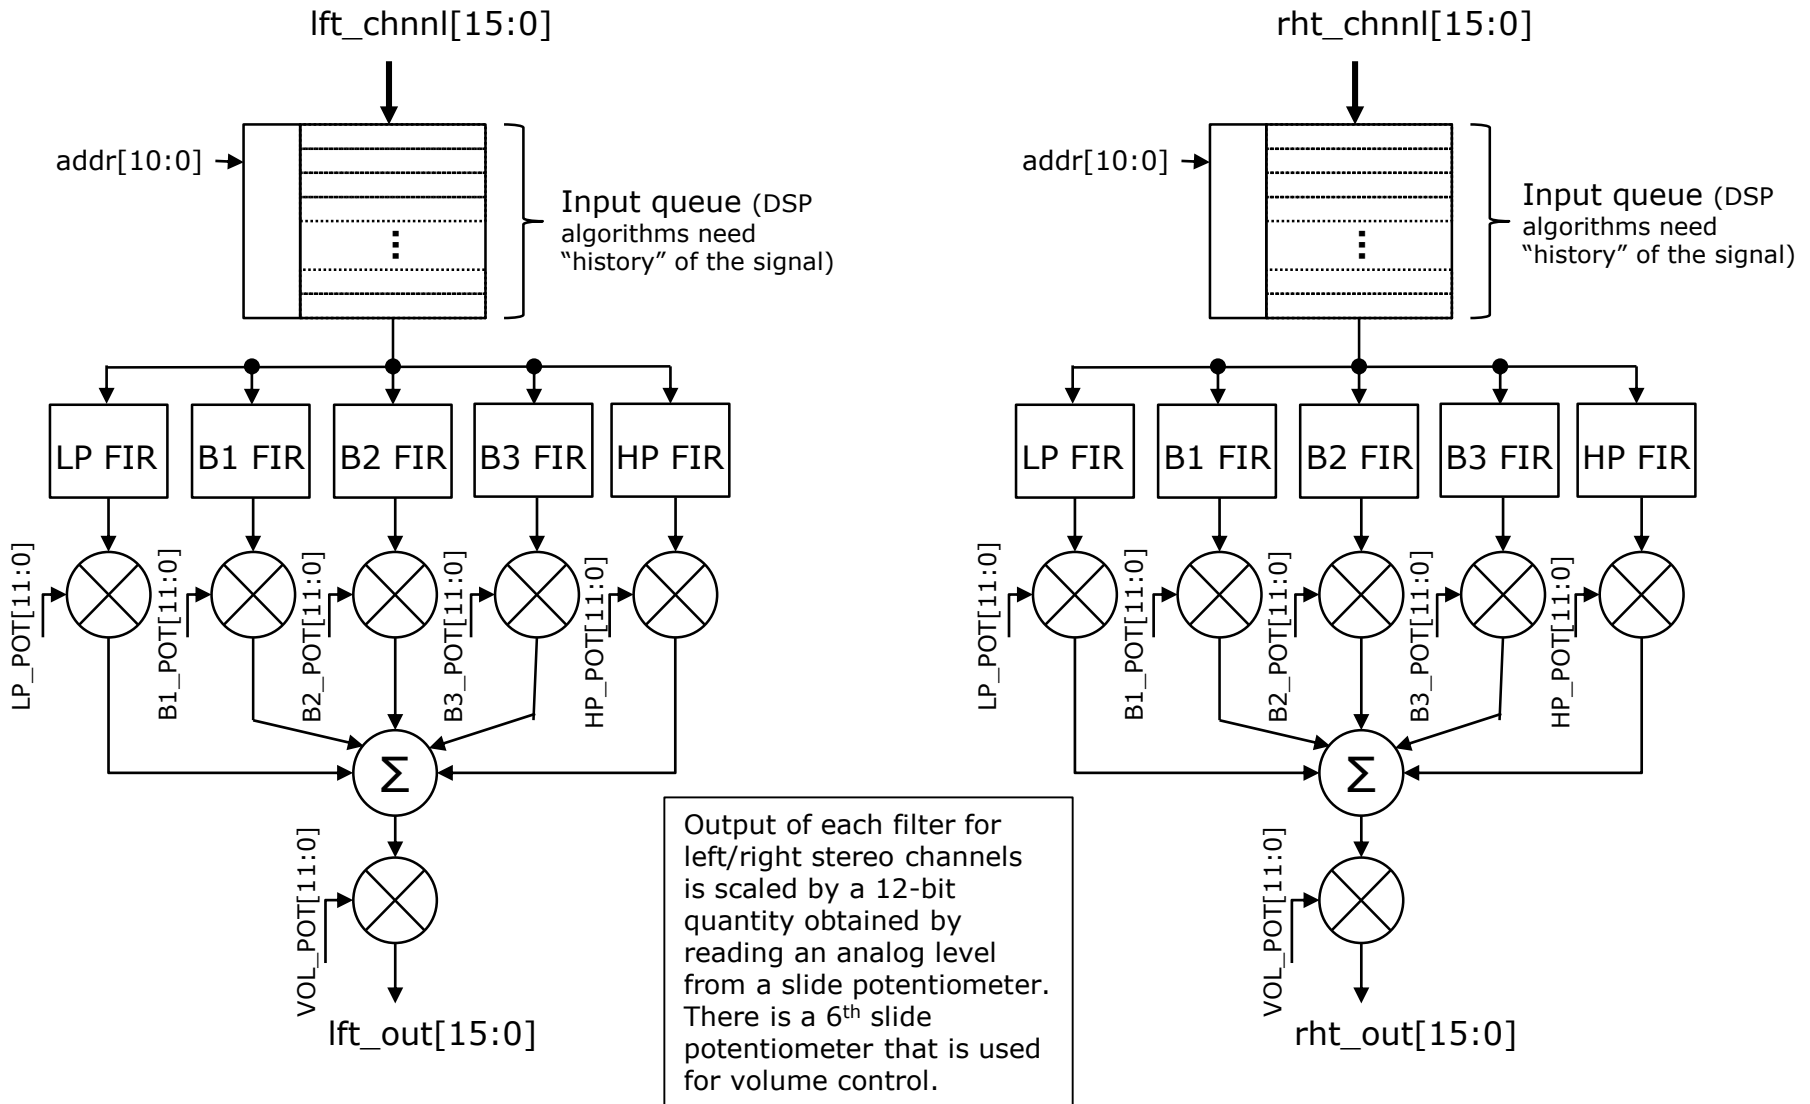 lft_chnnl[15:0]
addr[10:0]
Input queue (DSP
algorithms need
“history” of the signal)
LP FIR
B1 FIR
B2 FIR
B3 FIR
HP FIR
LP_POT[11:0]
B1_POT[11:0]
B2_POT[11:0]
B3_POT[11:0]
HP_POT[11:0]
Σ
VOL_POT[11:0]
lft_out[15:0]
rht_chnnl[15:0]
addr[10:0]
Input queue (DSP
algorithms need
“history” of the signal)
LP FIR
B1 FIR
B2 FIR
B3 FIR
HP FIR
LP_POT[11:0]
B1_POT[11:0]
B2_POT[11:0]
B3_POT[11:0]
HP_POT[11:0]
Σ
VOL_POT[11:0]
rht_out[15:0]
Output of each filter for
left/right stereo channels
is scaled by a 12-bit
quantity obtained by
reading an analog level
from a slide potentiometer.
There is a 6th slide
potentiometer that is used
for volume control.